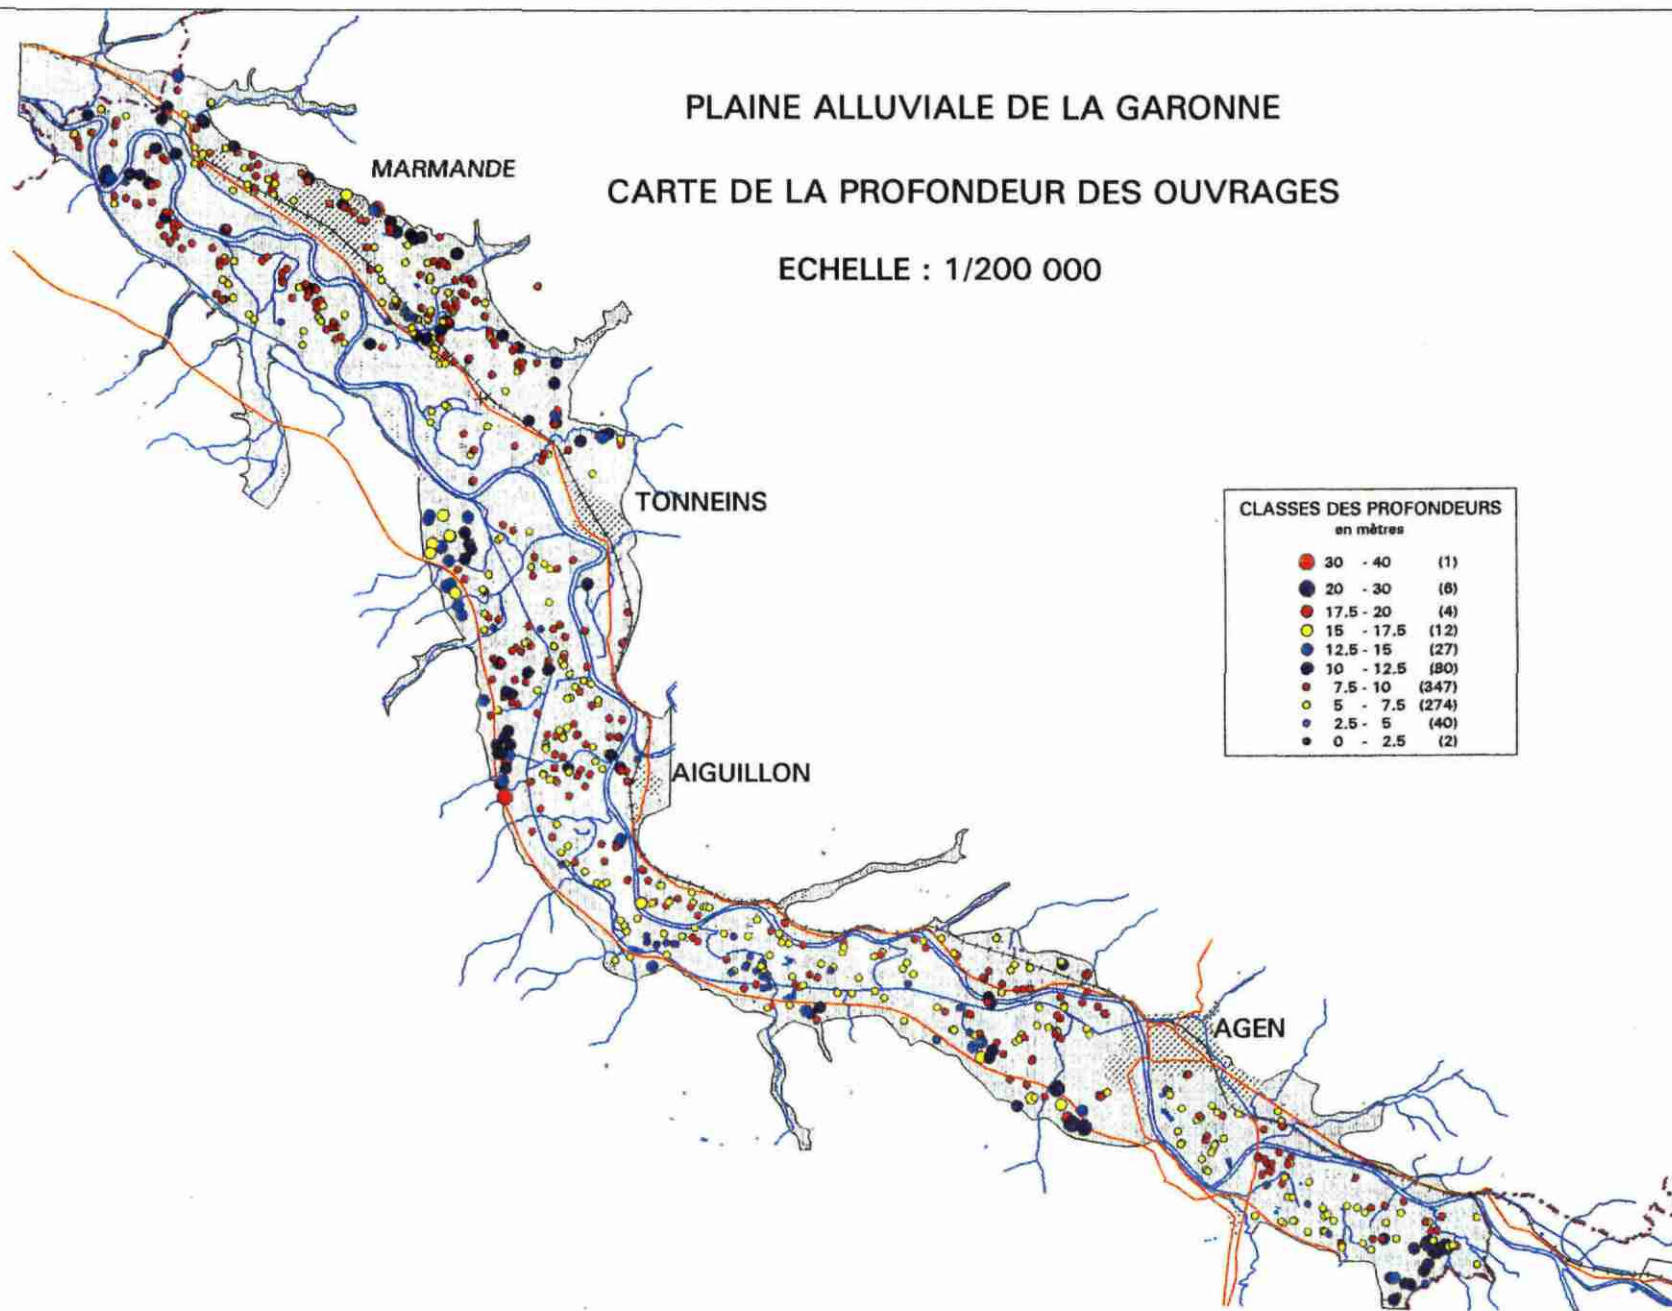 PLAINE ALLUVIALE DE LA GARONNE
CARTE DE LA PROFONDEUR DES OUVRAGES
ECHELLE : 1/200 000
MARMANDE
TONNEINS
AIGUILLON
AGEN
CLASSES DES PROFONDEURS
en mètres
30 - 40 (1)
20 - 30 (6)
17.5 - 20 (4)
15 - 17.5 (12)
12.5 - 15 (27)
10 - 12.5 (80)
7.5 - 10 (347)
5 - 7.5 (274)
2.5 - 5 (40)
0 - 2.5 (2)